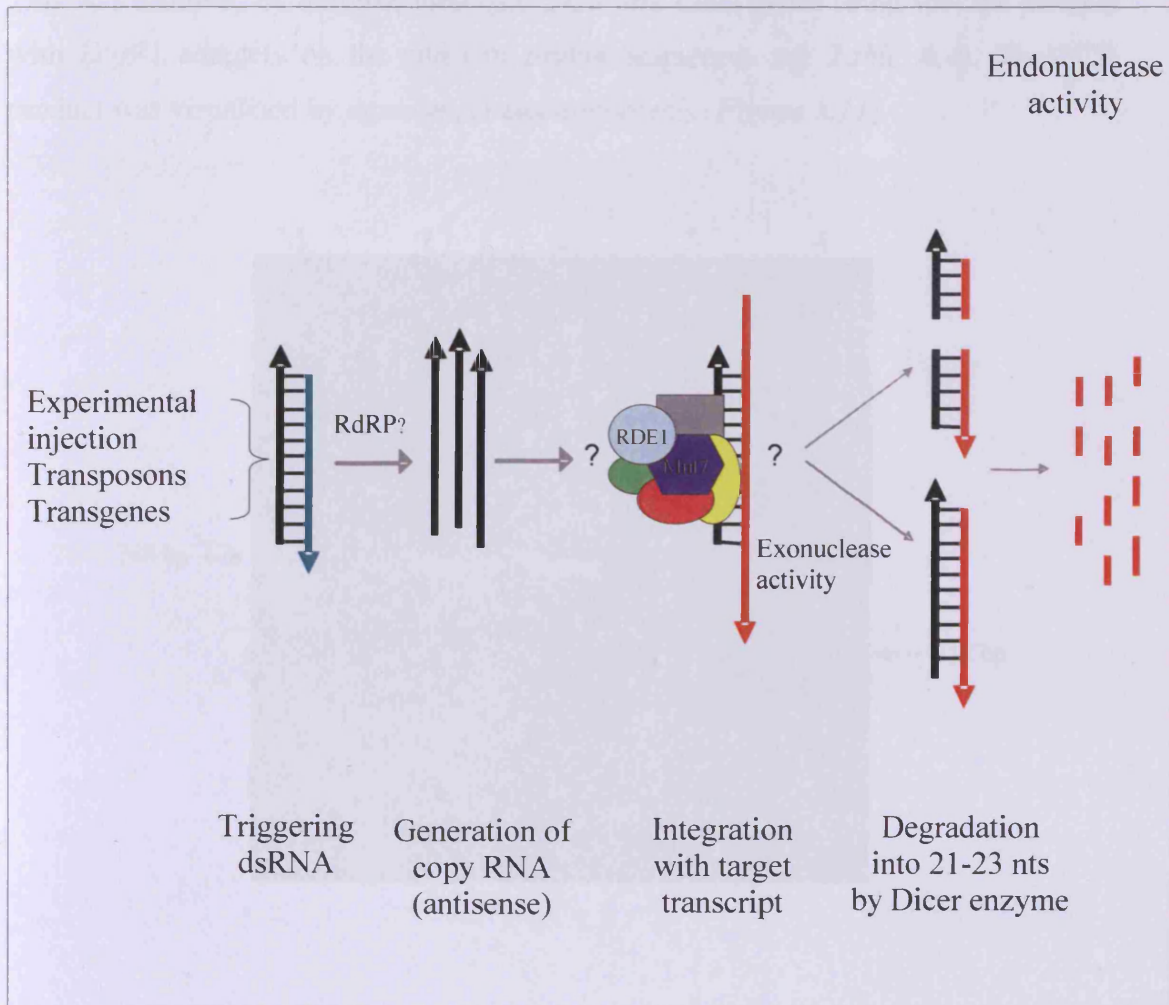 Endonuclease
activity
Experimental
injection
Transposons
Transgenes
RdRP?
?
RDE1
Mut7
?
Exonuclease
activity
Triggering
dsRNA
Generation of
copy RNA
(antisense)
Integration
with target
transcript
Degradation
into 21-23 nts
by Dicer enzyme